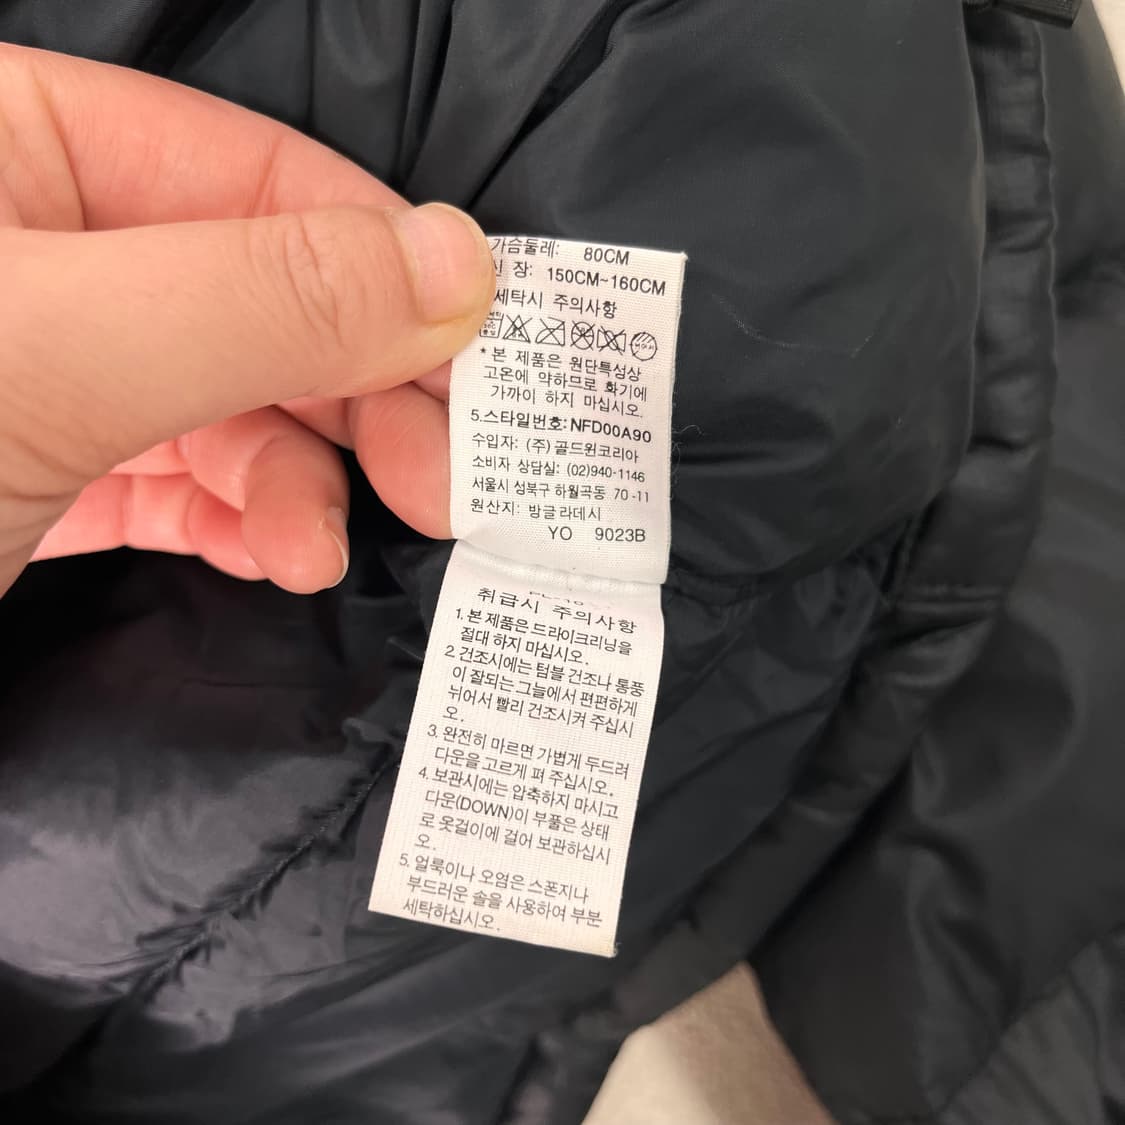 가슴둘레: 80CM
신 장: 150CM~160CM
세탁시 주의사항
* 본 제품은 원단특성상
고온에 약하므로 화기에
가까이 하지 마십시오.
5.스타일번호:NFD00A90
수입자: (주)골드윈코리아
소비자 상담실: (02)940-1146
서울시 성북구 하월곡동 70-11
원산지: 방글라데시
YO 9023B
취급시 주의사항
1. 본 제품은 드라이크리닝을
절대 하지 마십시오.
2. 건조시에는 텀블 건조나 통풍
이 잘되는 그늘에서 편편하게
뉘어서 빨리 건조시켜 주십시
오.
3. 완전히 마르면 가볍게 두드려
다운을 고르게 펴 주십시오.
4. 보관시에는 압축하지 마시고
다운(DOWN)이 부풀은 상태
로 옷걸이에 걸어 보관하십시
오.
5. 얼룩이나 오염은 스폰지나
부드러운 솔을 사용하여 부분
세탁하십시오.